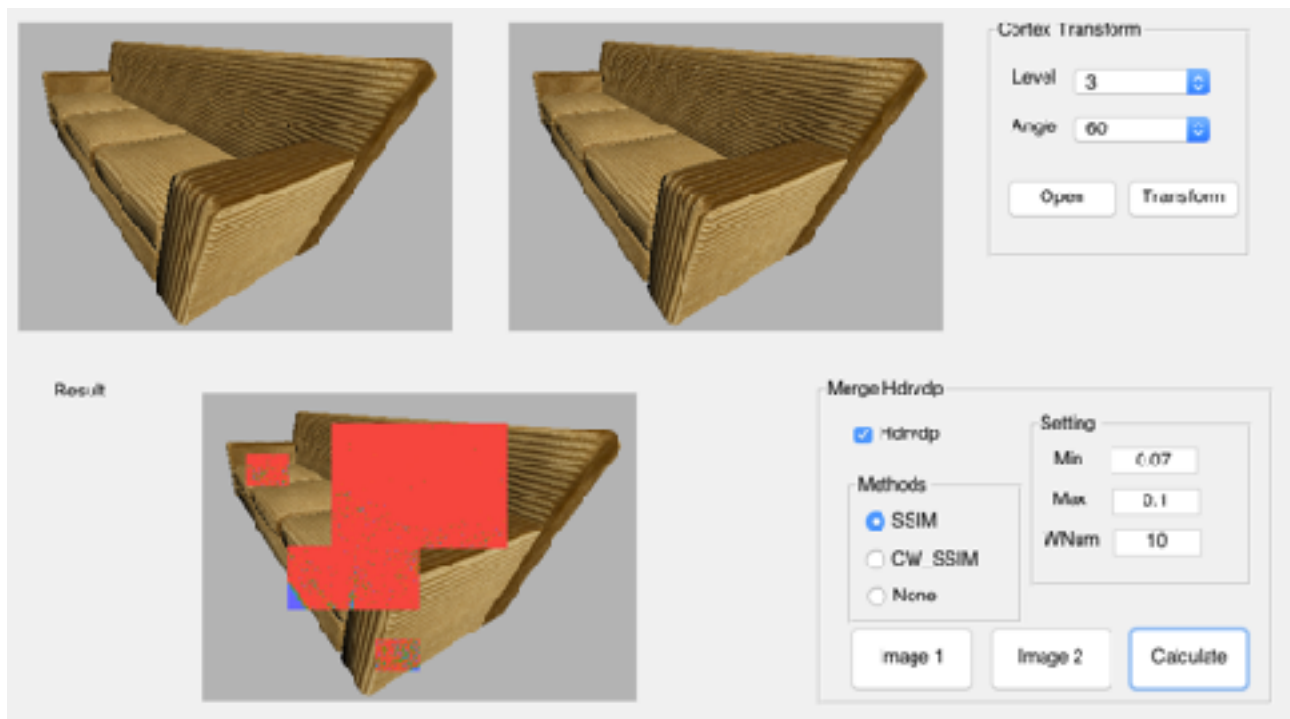 Cortex Transform
Level 3
Angle 60
Open Transform
Result
Merge Hdrvdp
Hdrvdp
Setting
Min 0.07
Max 0.1
WNum 10
Methods
SSIM
CW_SSIM
None
Image 1 Image 2 Calculate